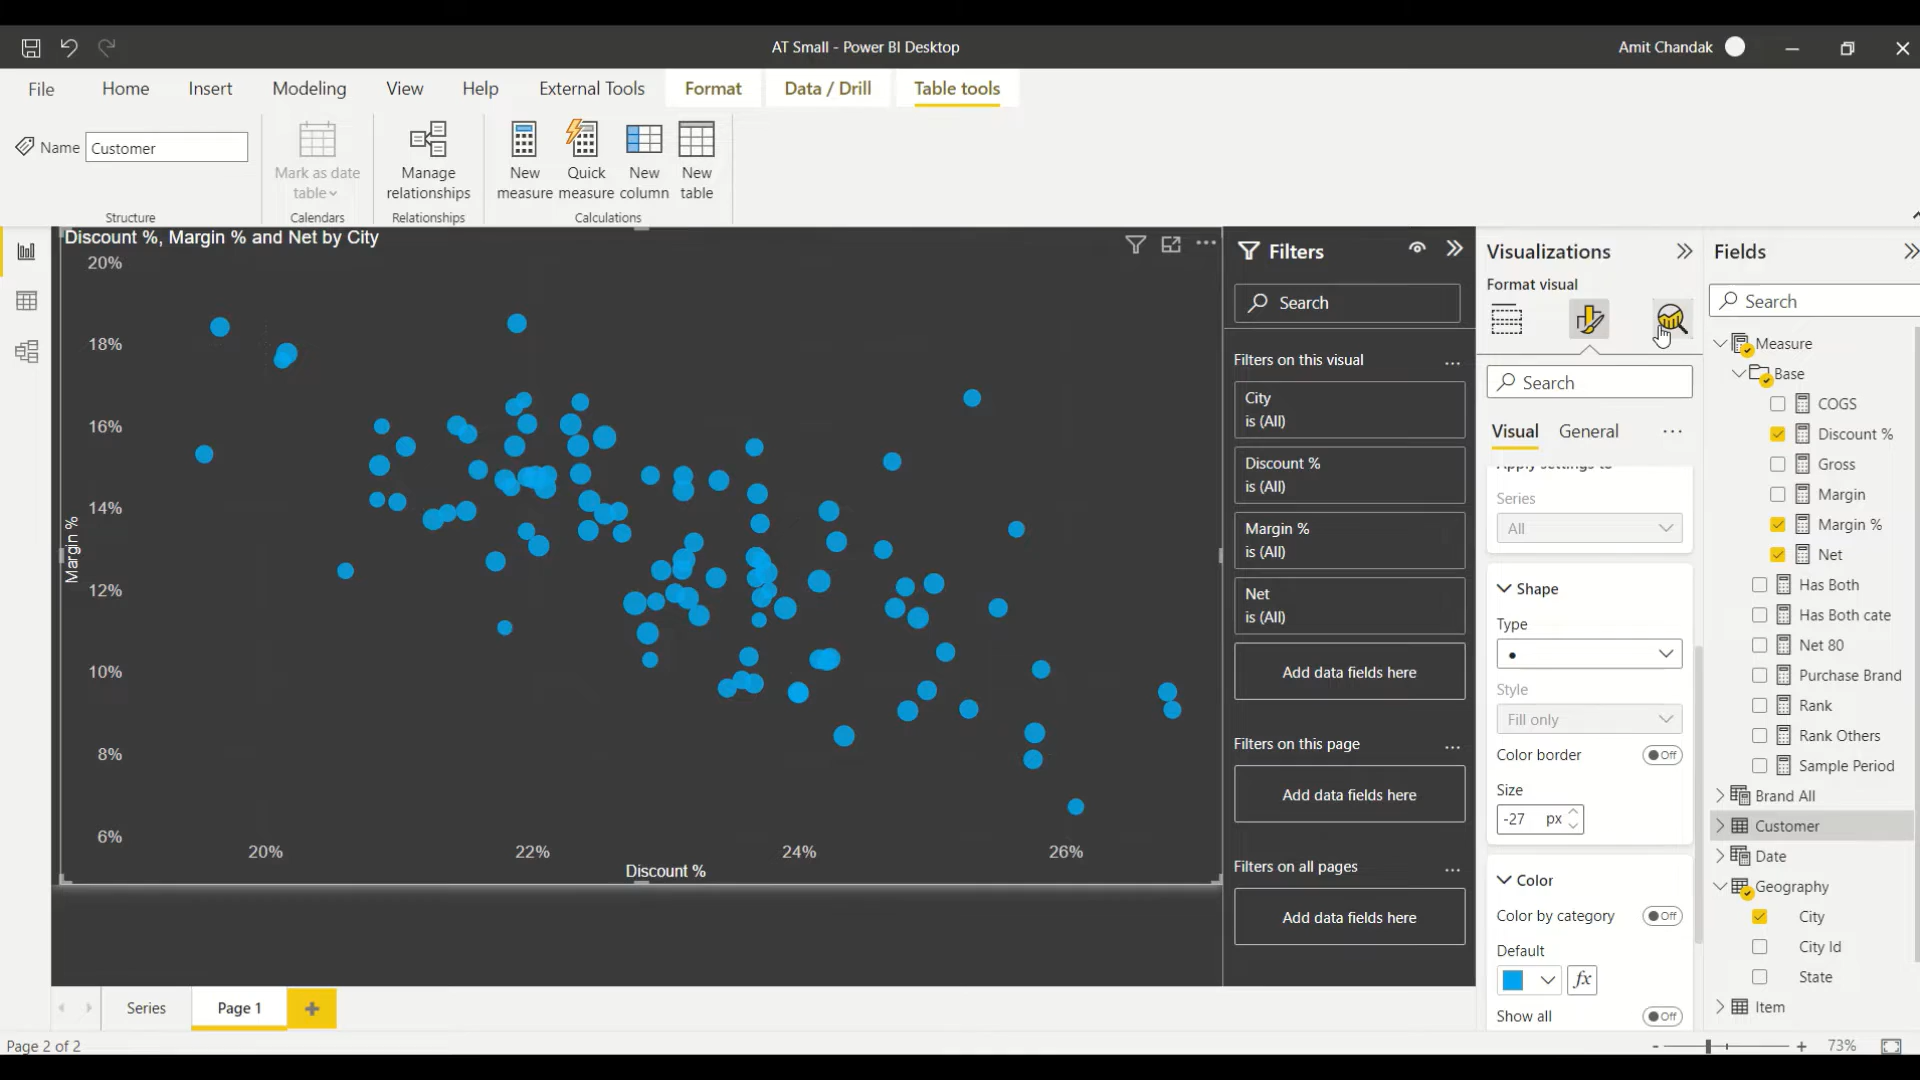 AT Small - Power BI Desktop
Amit Chandak
File
Home
Insert
Modeling
View
Help
External Tools
Format
Data / Drill
Table tools
Name
Customer
Mark as date
table
Manage
relationships
New
measure
Quick
measure
New
column
New
table
Structure
Calendars
Relationships
Calculations
Discount %, Margin % and Net by City
20%
18%
16%
14%
12%
10%
8%
6%
Margin %
20%
22%
24%
26%
Discount %
Filters
Search
Filters on this visual
...
City
is (All)
Discount %
is (All)
Margin %
is (All)
Net
is (All)
Add data fields here
Filters on this page
...
Add data fields here
Filters on all pages
...
Add data fields here
Visualizations
Format visual
Search
Visual
General
...
Apply settings to
Series
All
Shape
Type
Style
Fill only
Color border
Off
Size
-27 px
Color
Color by category
Off
Default
fx
Show all
Off
Fields
Search
Measure
Base
COGS
Discount %
Gross
Margin
Margin %
Net
Has Both
Has Both cate
Net 80
Purchase Brand
Rank
Rank Others
Sample Period
Brand All
Customer
Date
Geography
City
City Id
State
Item
Series
Page 1
+
Page 2 of 2
- + 73%